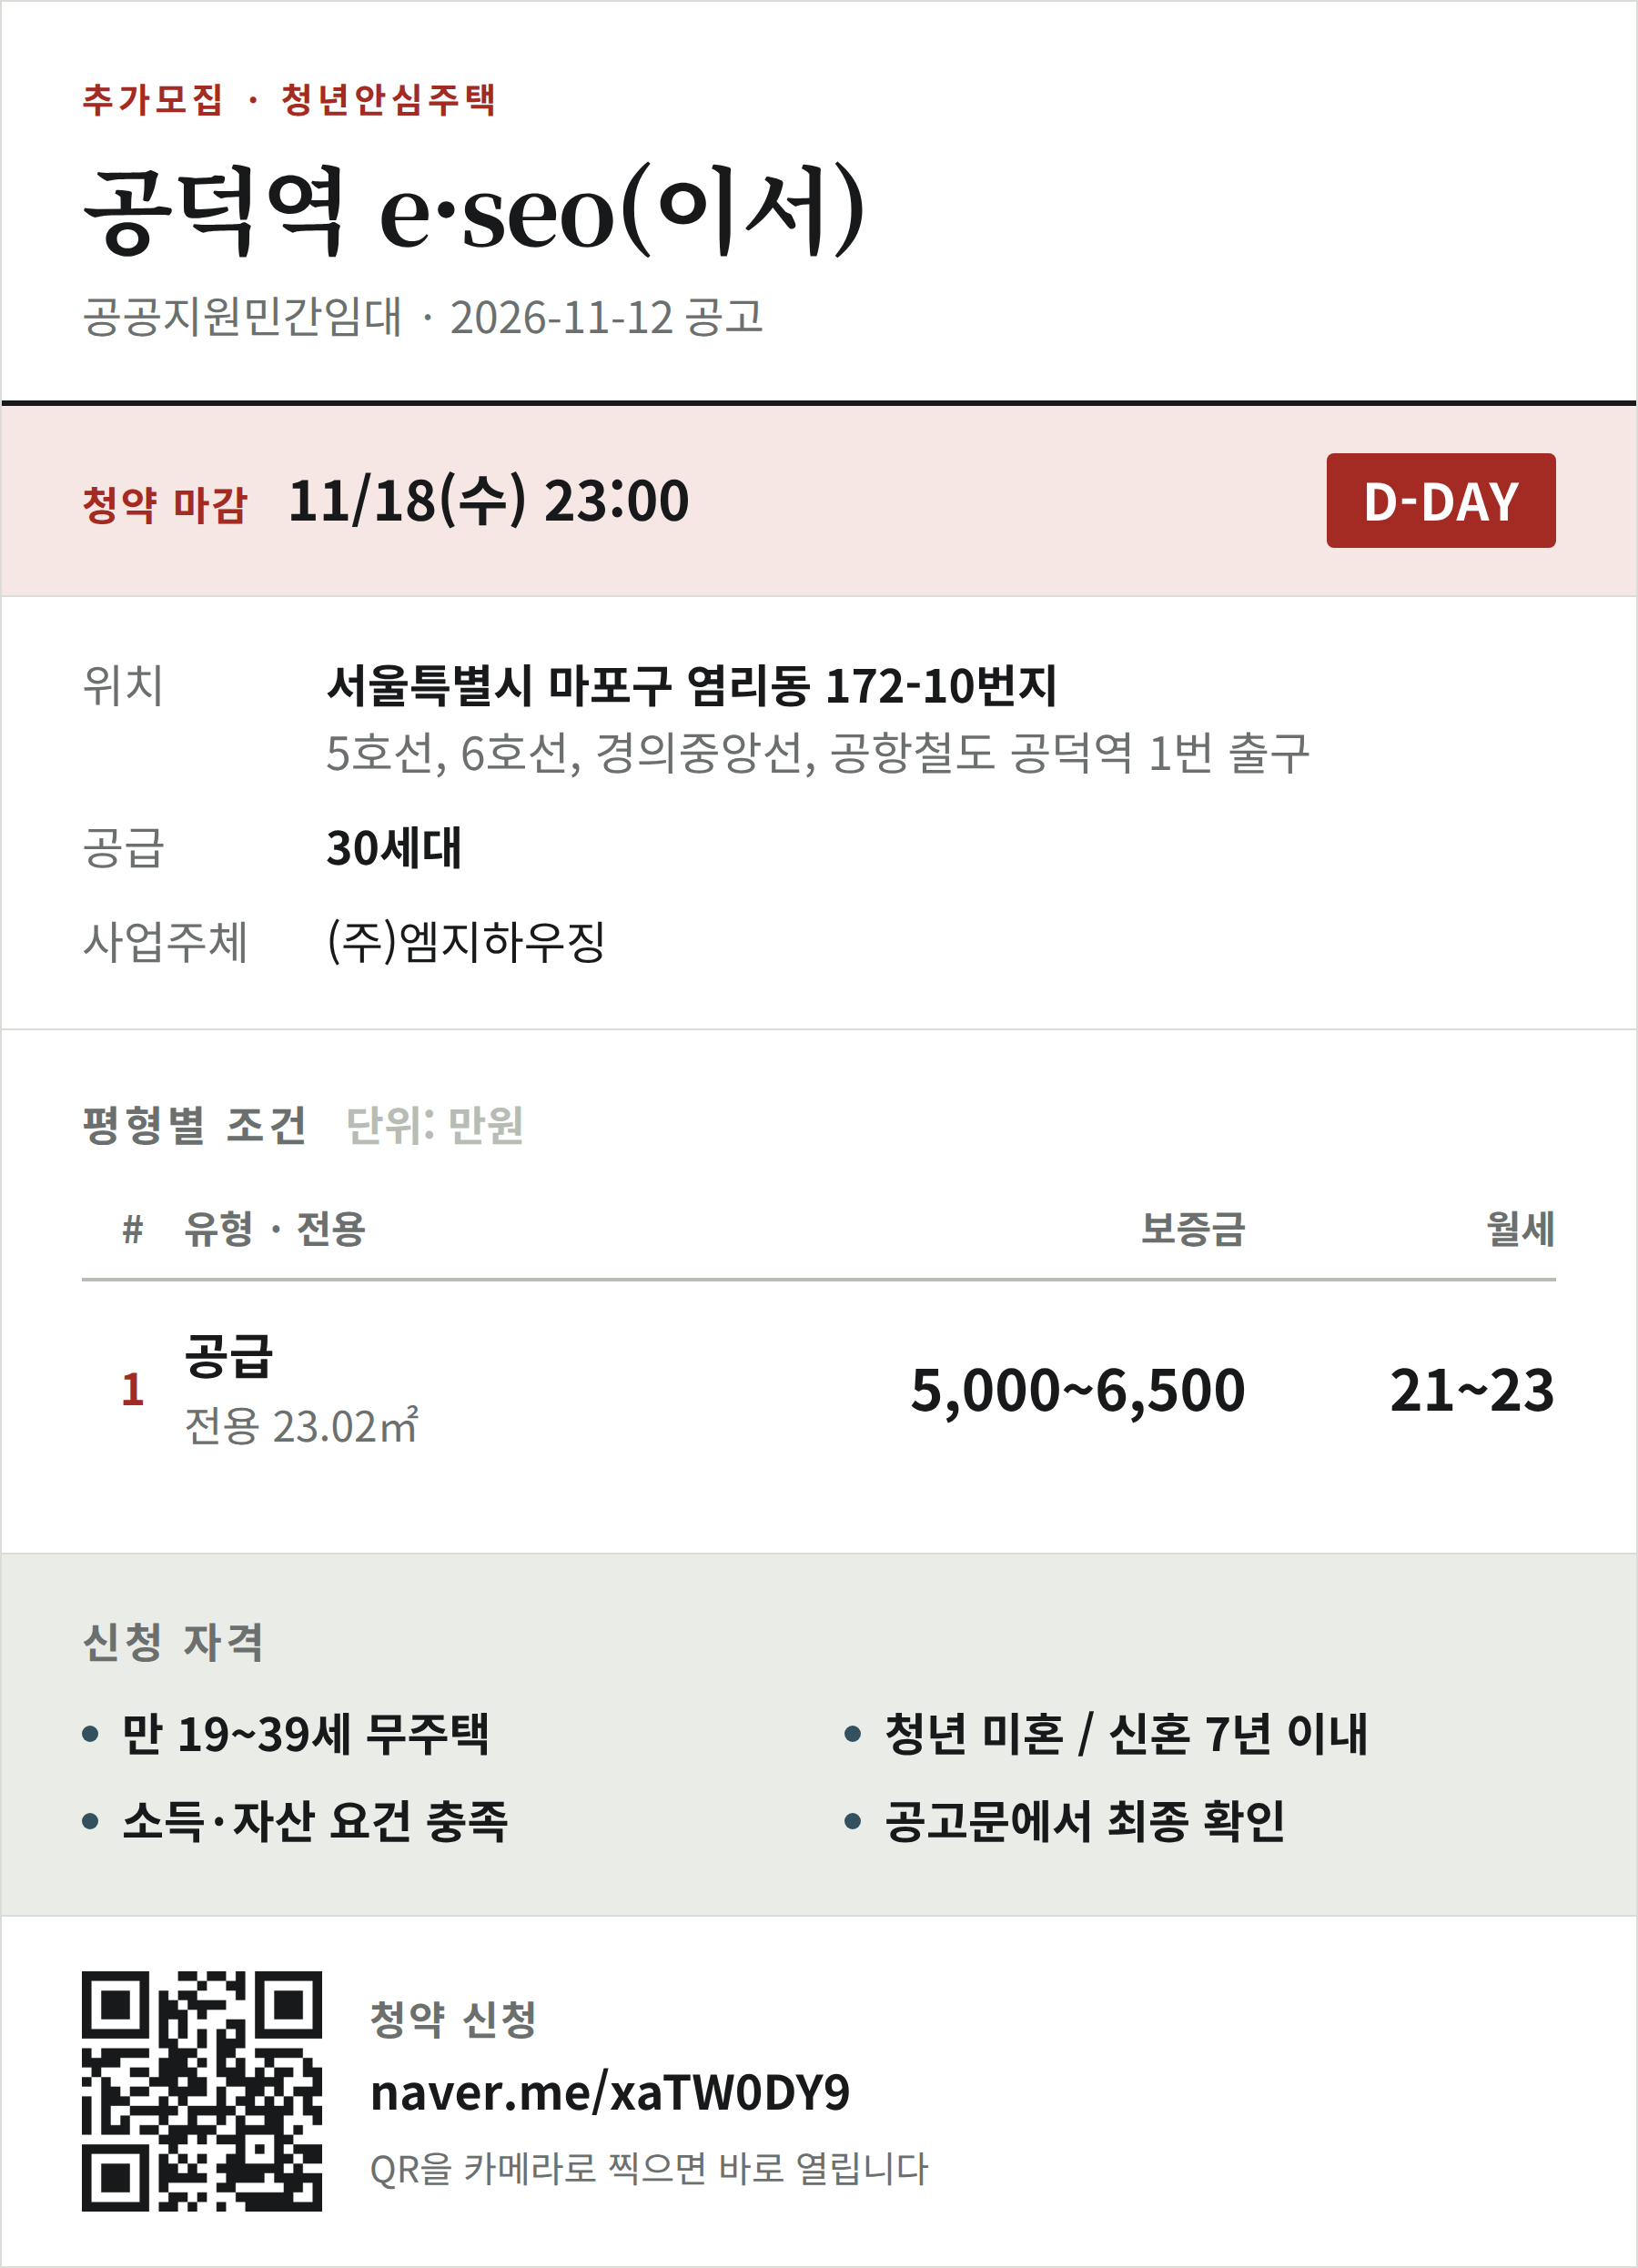 추가모집 · 청년안심주택
공덕역 e·seo(이서)
공공지원민간임대 · 2026-11-12 공고
청약 마감 11/18(수) 23:00 D-DAY
위치 서울특별시 마포구 염리동 172-10번지
5호선, 6호선, 경의중앙선, 공항철도 공덕역 1번 출구
공급 30세대
사업주체 (주)엠지하우징
평형별 조건 단위: 만원
# 유형 · 전용 보증금 월세
1 공급 5,000~6,500 21~23
전용 23.02㎡
신청 자격
만 19~39세 무주택
청년 미혼 / 신혼 7년 이내
소득·자산 요건 충족
공고문에서 최종 확인
청약 신청
naver.me/xaTW0DY9
QR을 카메라로 찍으면 바로 열립니다